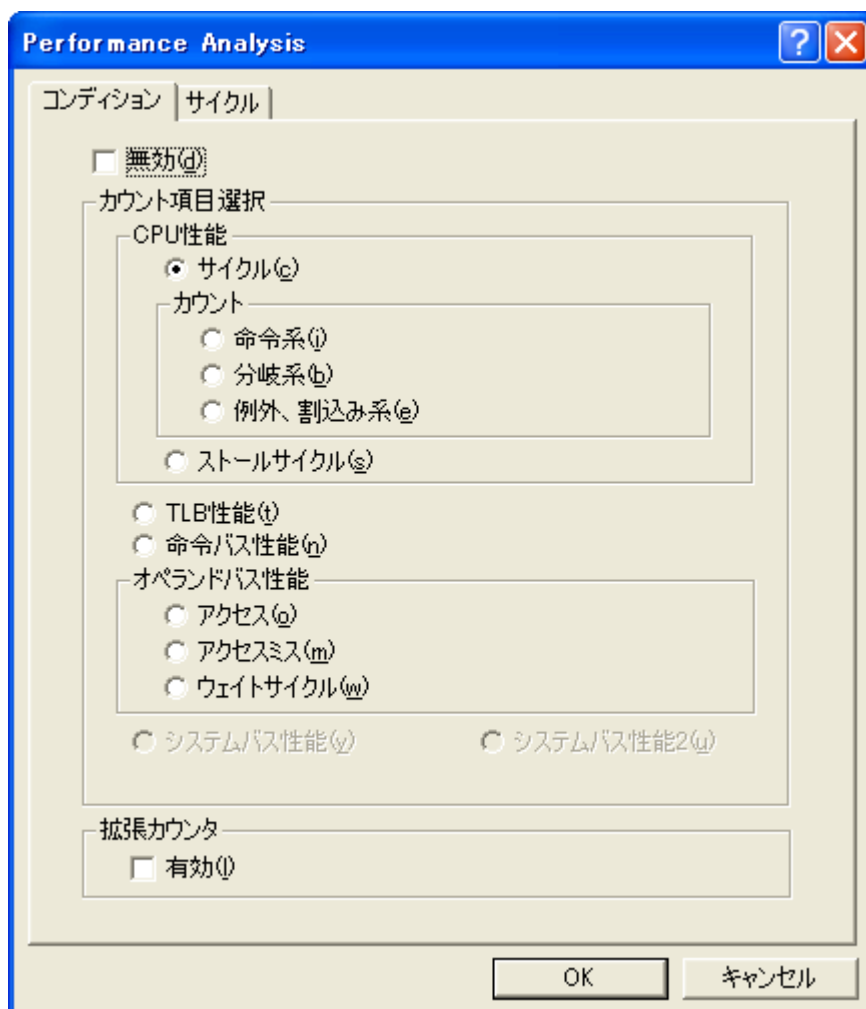 Performance Analysis
コンディション サイクル
無効(d)
カウント項目選択
CPU性能
サイクル(c)
カウント
命令系(i)
分岐系(b)
例外、割込み系(e)
ストールサイクル(s)
TLB性能(t)
命令バス性能(n)
オペランドバス性能
アクセス(o)
アクセスミス(m)
ウェイトサイクル(w)
システムバス性能(y) システムバス性能2(u)
拡張カウンタ
有効(l)
OK キャンセル